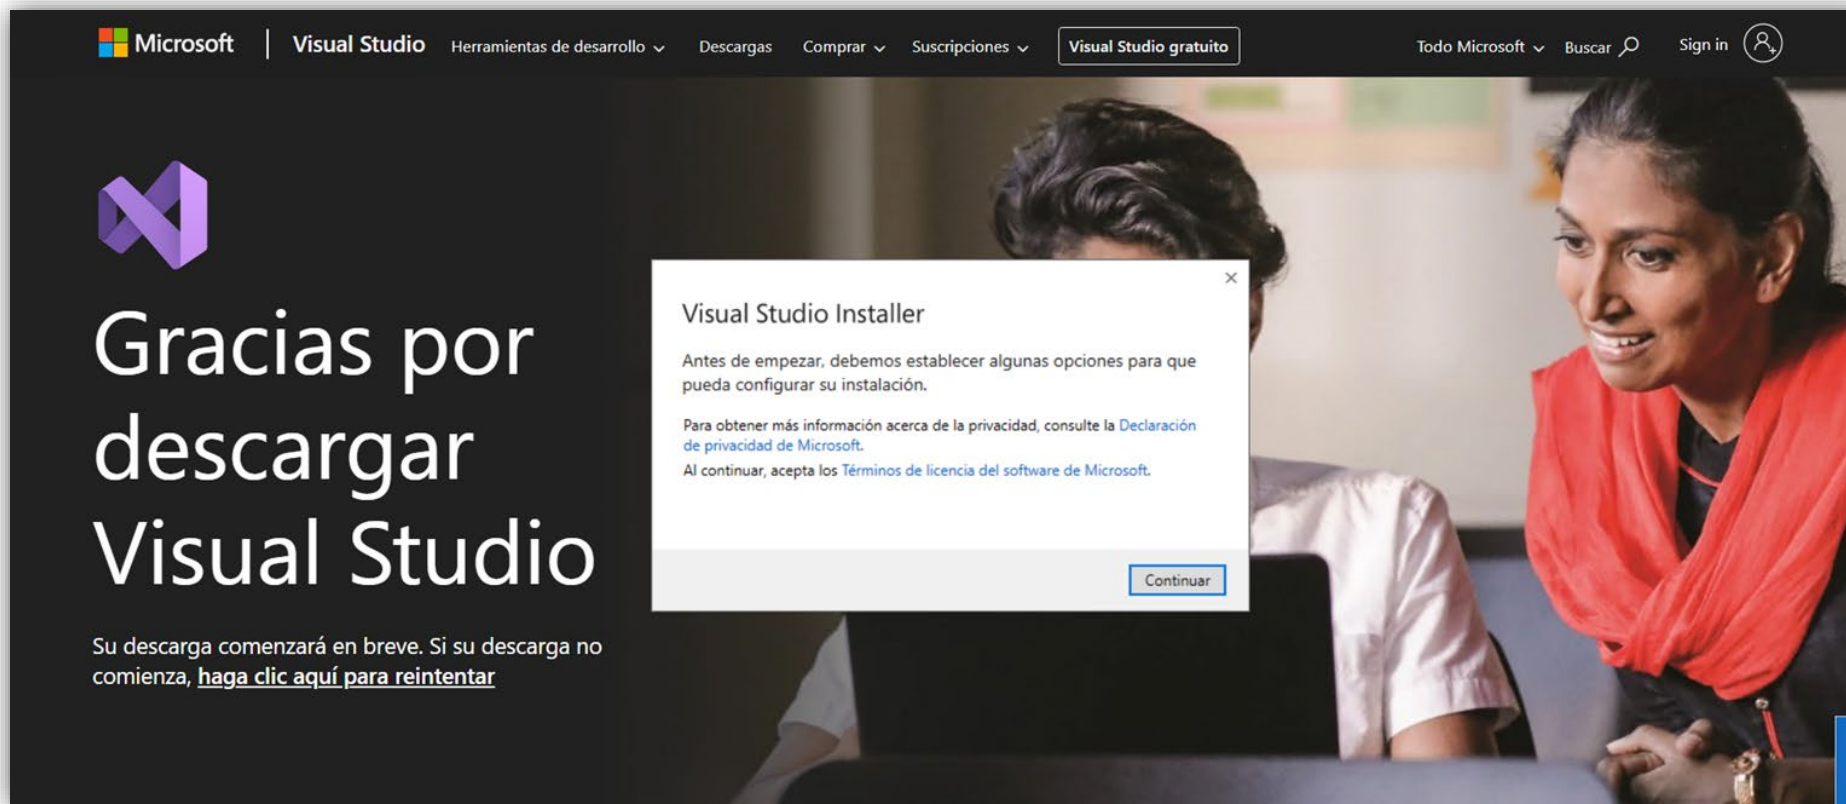 Microsoft | Visual Studio Herramientas de desarrollo Descargas Comprar Suscripciones Visual Studio gratuito Todo Microsoft Buscar Sign in
Gracias por
descargar
Visual Studio
Su descarga comenzará en breve. Si su descarga no
comienza, haga clic aquí para reintentar
Visual Studio Installer
Antes de empezar, debemos establecer algunas opciones para que
pueda configurar su instalación.
Para obtener más información acerca de la privacidad, consulte la Declaración
de privacidad de Microsoft.
Al continuar, acepta los Términos de licencia del software de Microsoft.
Continuar